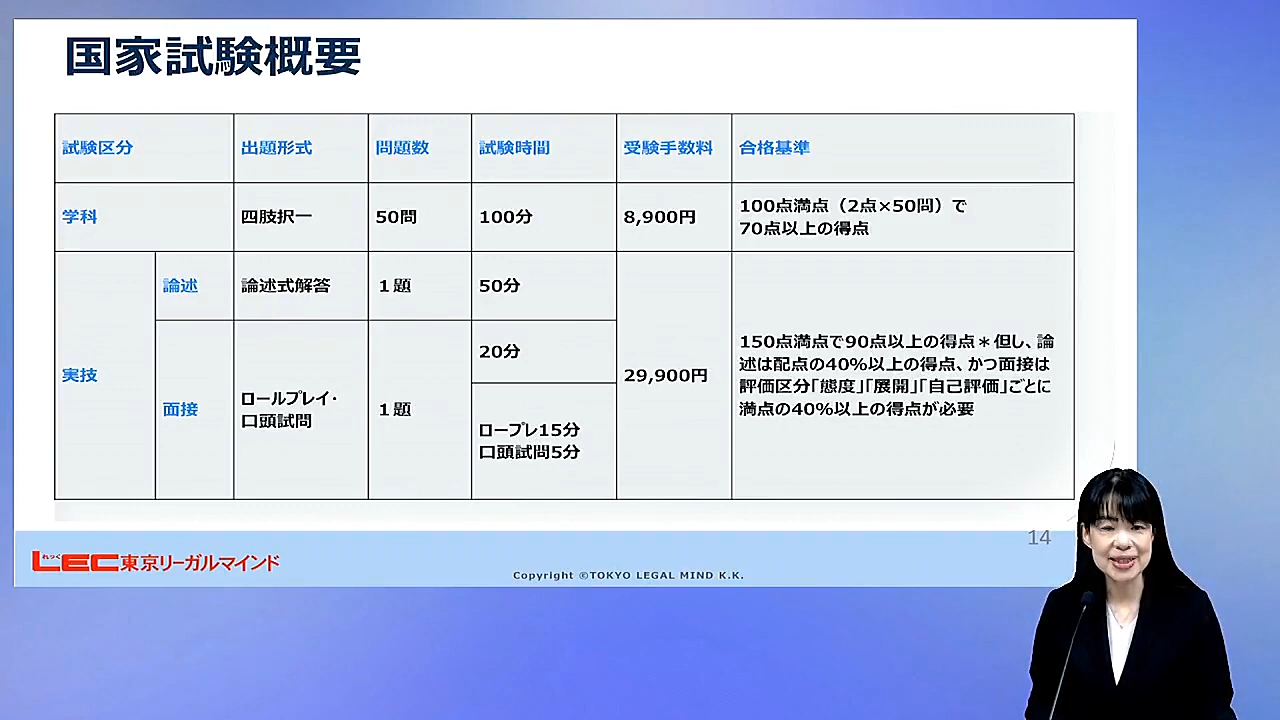 国家試験概要
試験区分 出題形式 問題数 試験時間 受験手数料 合格基準
学科 四肢択一 50問 100分 8,900円 100点満点（2点×50問）で
70点以上の得点
実技 論述 論述式解答 1題 50分 29,900円
150点満点で90点以上の得点＊但し、論
述は配点の40%以上の得点、かつ面接は
評価区分「態度」「展開」「自己評価」ごとに
満点の40%以上の得点が必要
面接 ロールプレイ・
口頭試問
1題
20分
ロープレ15分
口頭試問5分
14
れっく
LEC東京リーガルマインド
Copyright ©TOKYO LEGAL MIND K.K.